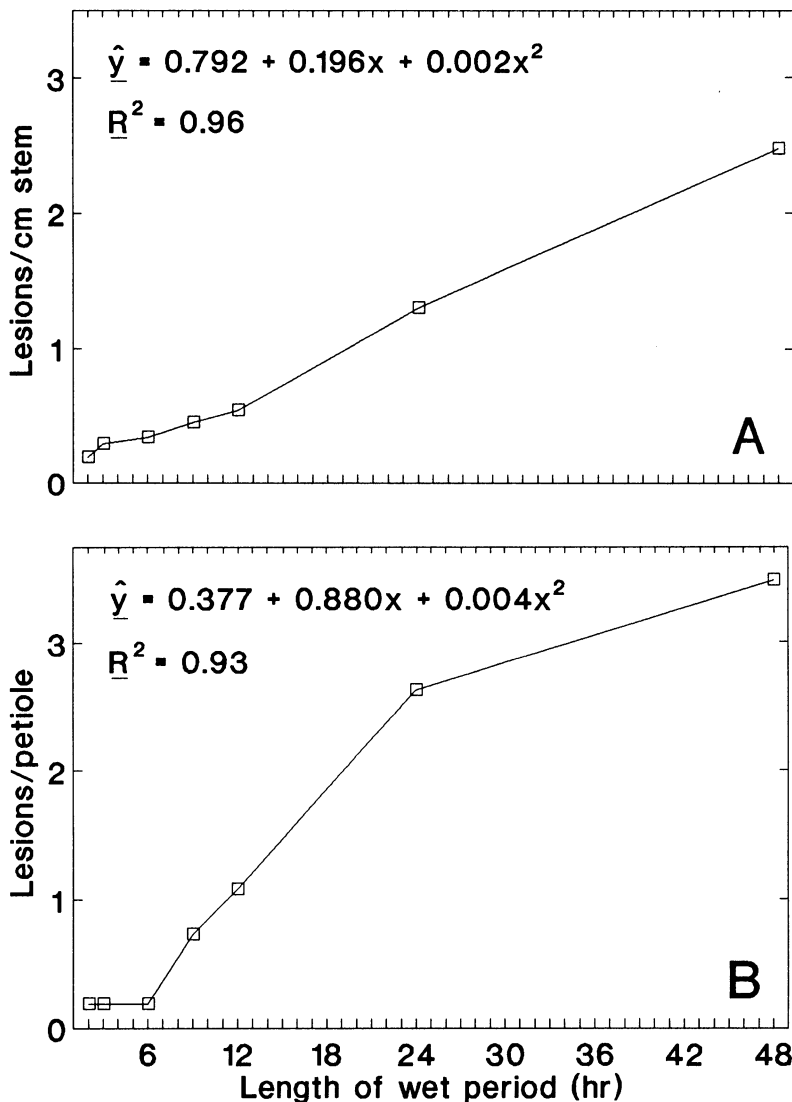 ŷ = 0.792 + 0.196x + 0.002x²
R² = 0.96
3
2
1
0
Lesions/cm stem
A
ŷ = 0.377 + 0.880x + 0.004x²
R² = 0.93
3
2
1
0
Lesions/petiole
B
6 12 18 24 30 36 42 48
Length of wet period (hr)